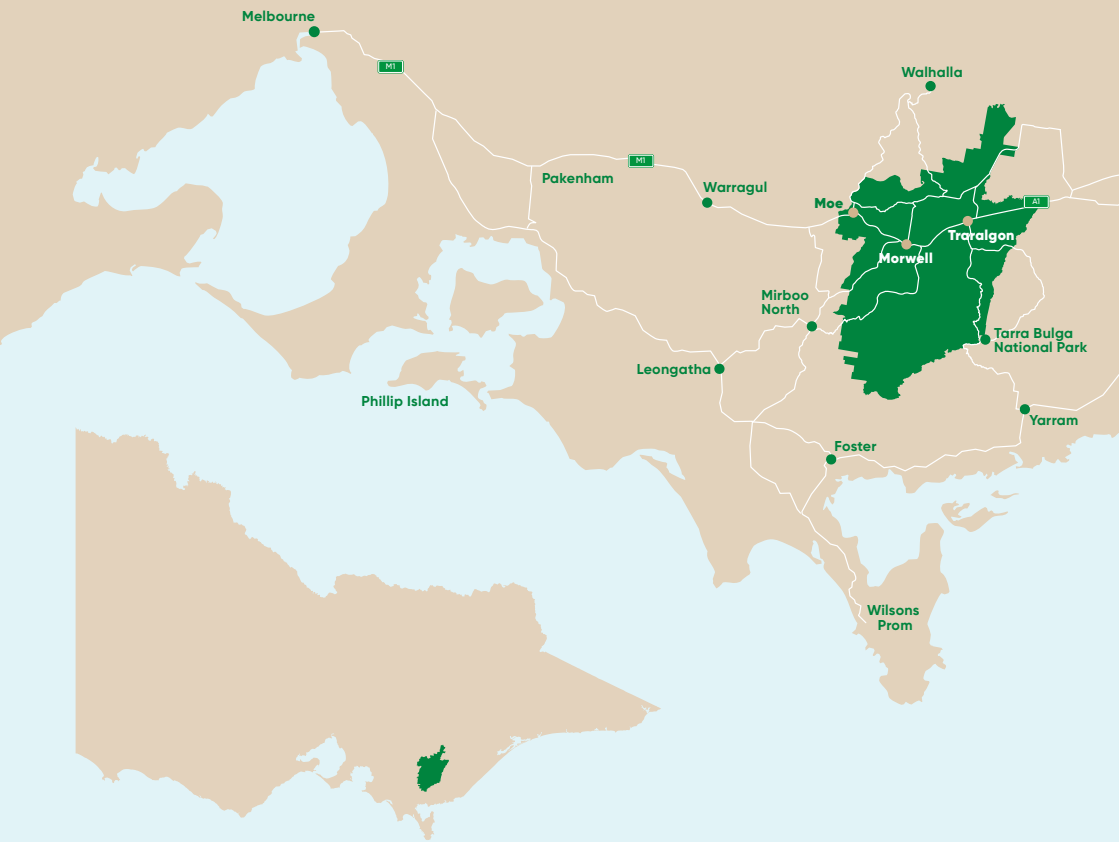 Melbourne
M1
Walhalla
M1
Pakenham
Warragul
Moe
A1
Traralgon
Morwell
Mirboo
North
Tarra Bulga
National Park
Leongatha
Phillip Island
Yarram
Foster
Wilsons
Prom